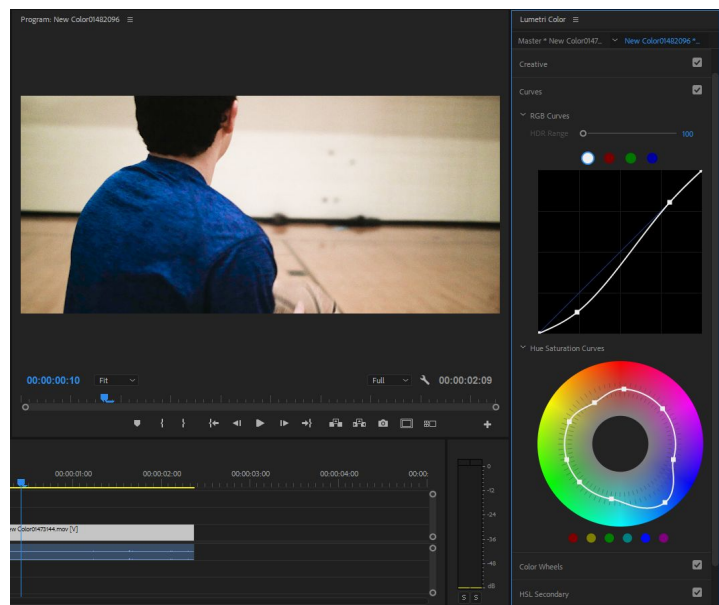 Program: New Color01482096
Lumetri Color
Master * New Color0147...
New Color01482096 *...
Creative
Curves
RGB Curves
HDR Range
100
Hue Saturation Curves
00:00:00:10
Fit
Full
00:00:02:09
00:00:01:00
00:00:02:00
00:00:03:00
00:00:04:00
00:00:
ew Color01473144.mov [V]
0
-12
-24
-36
-48
dB
S S
Color Wheels
HSL Secondary